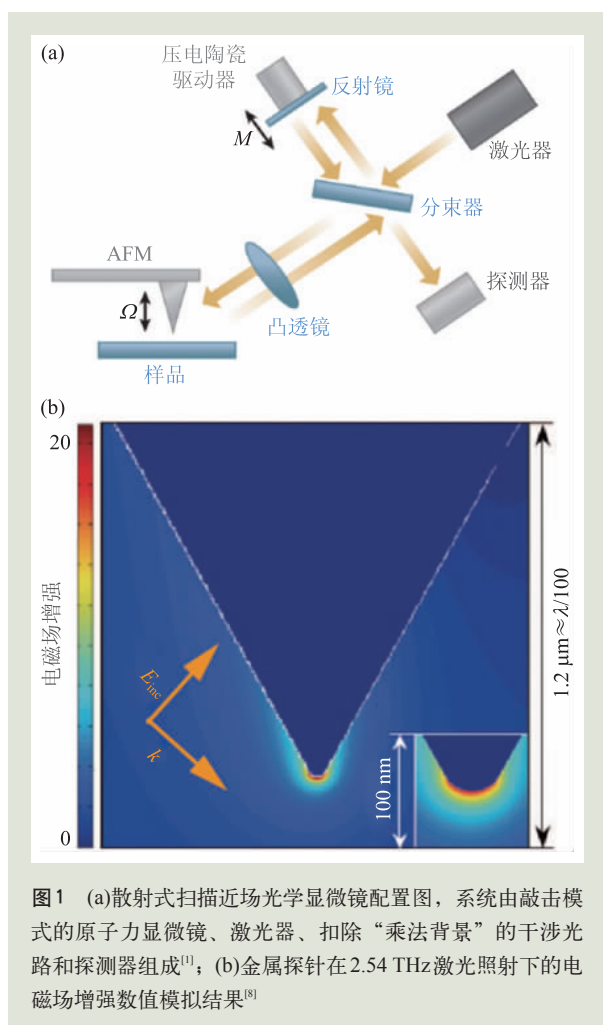 (a)
压电陶瓷
驱动器
反射镜
M
激光器
分束器
AFM
探测器
Ω
凸透镜
样品
(b)
20
电磁场增强
E_inc
k
1.2 μm≈λ/100
100 nm
0
图1 (a)散射式扫描近场光学显微镜配置图，系统由敲击模
式的原子力显微镜、激光器、扣除“乘法背景”的干涉光
路和探测器组成[1]；(b)金属探针在2.54 THz激光照射下的电
磁场增强数值模拟结果[8]